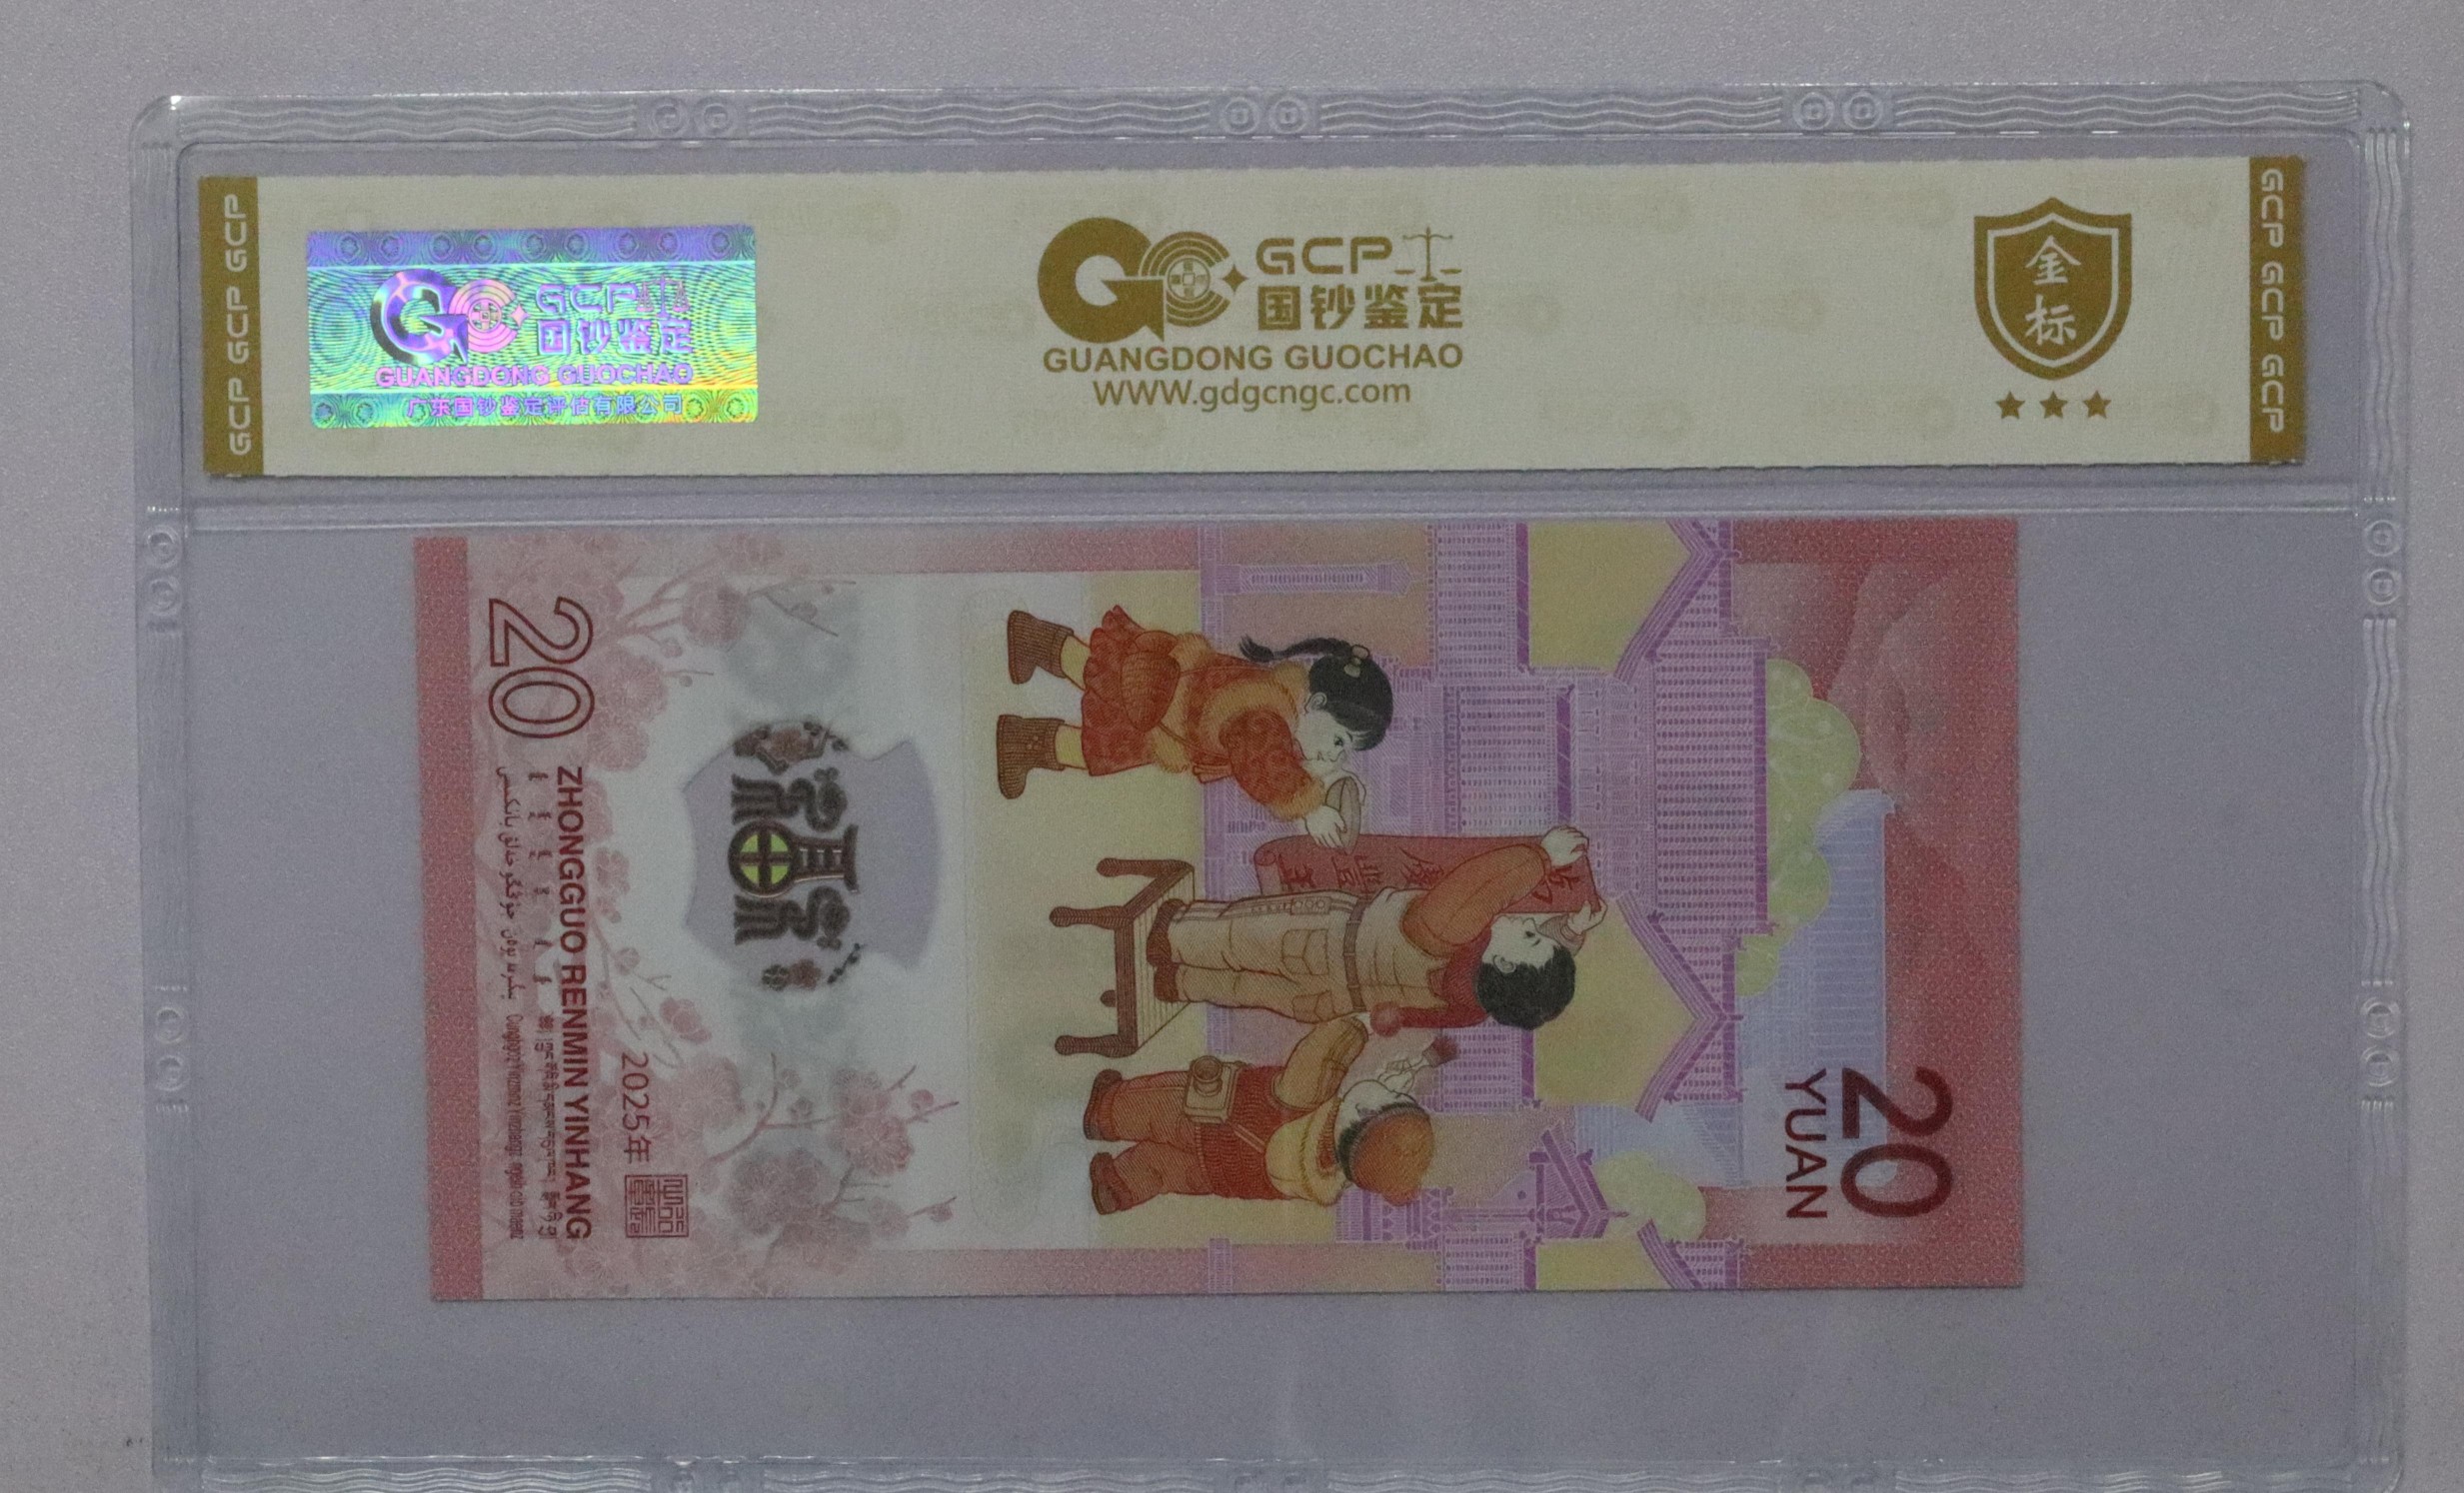 GCP GCP GCP
GCP
国钞鉴定
GUANGDONG GUOCHAO
广东国钞鉴定评估有限公司
GCP
国钞鉴定
GUANGDONG GUOCHAO
WWW.gdgcngc.com
金
标
GCP GCP GCP
20
ZHONGGUO RENMIN YINHANG
2025年
20
YUAN